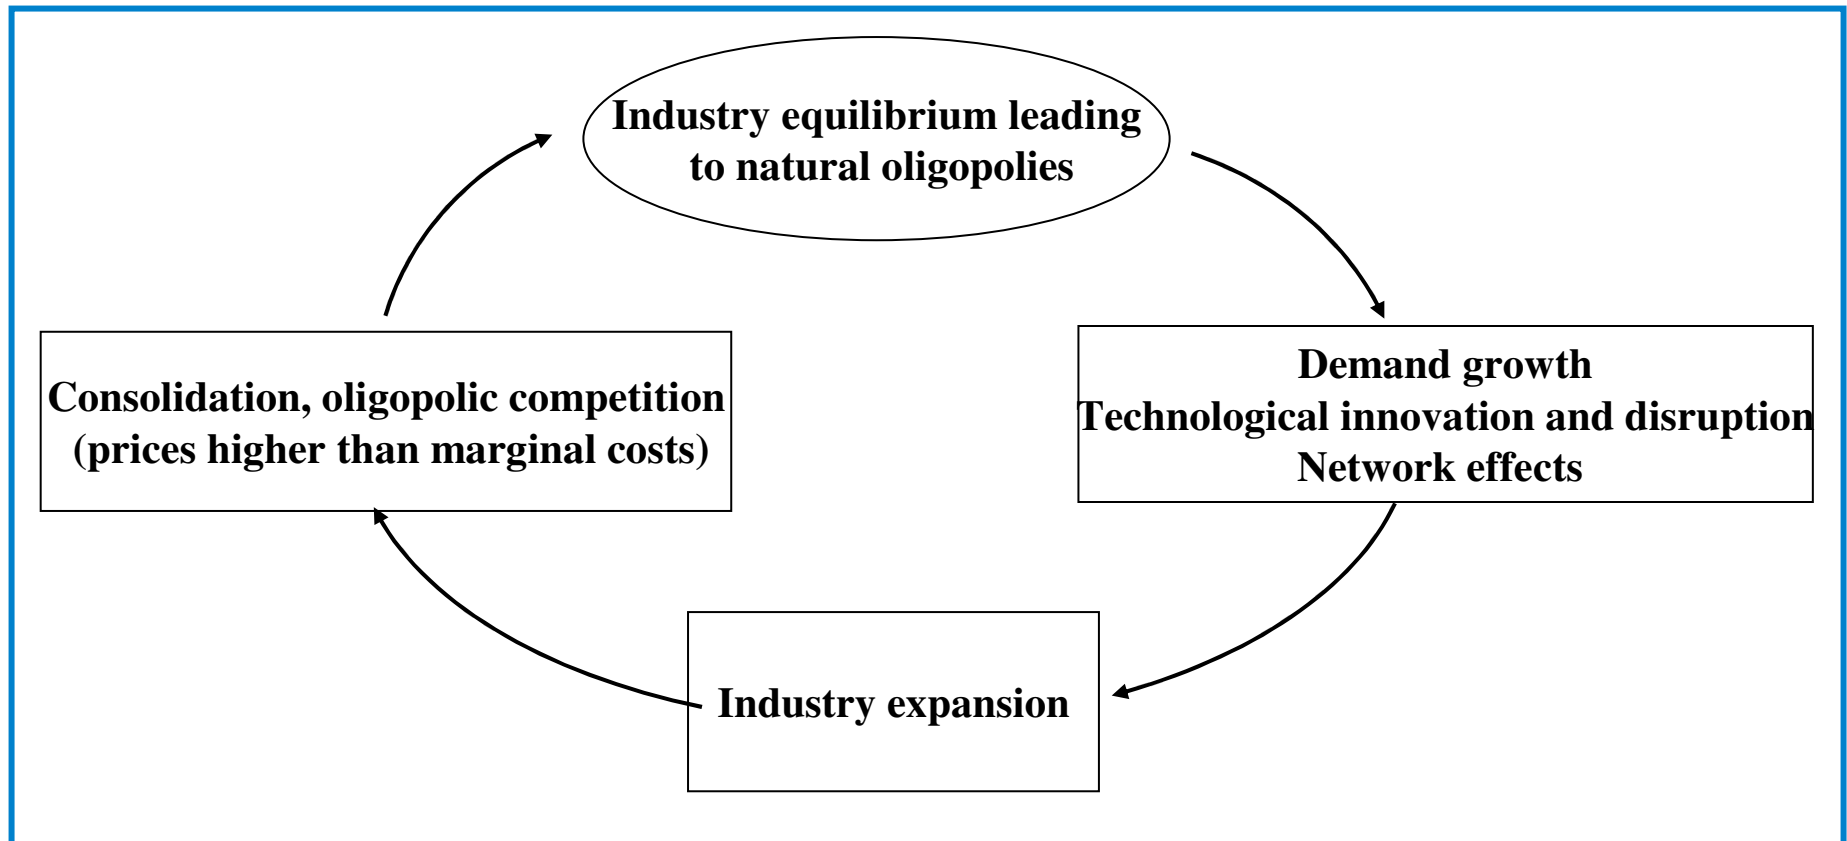 Industry equilibrium leading
to natural oligopolies
Demand growth
Technological innovation and disruption
Network effects
Consolidation, oligopolic competition
(prices higher than marginal costs)
Industry expansion